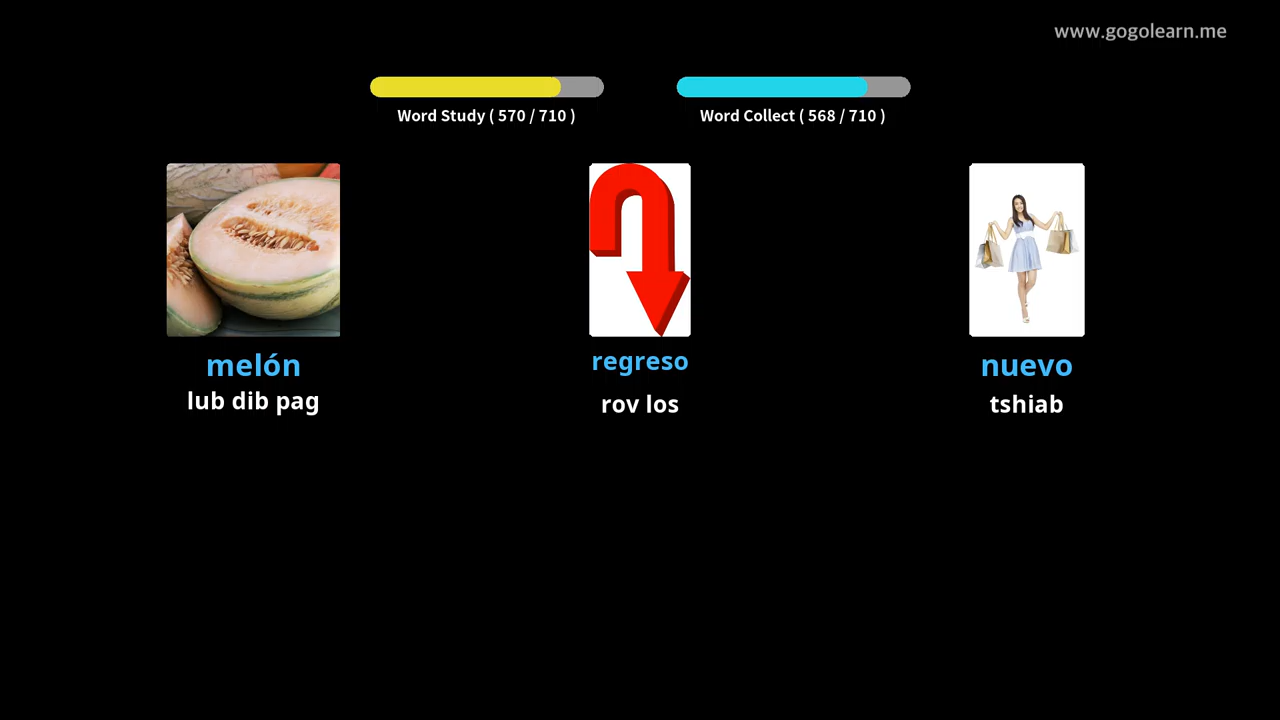 www.gogolearn.me
Word Study ( 570 / 710 )
Word Collect ( 568 / 710 )
melón
regreso
nuevo
lub dib pag
rov los
tshiab